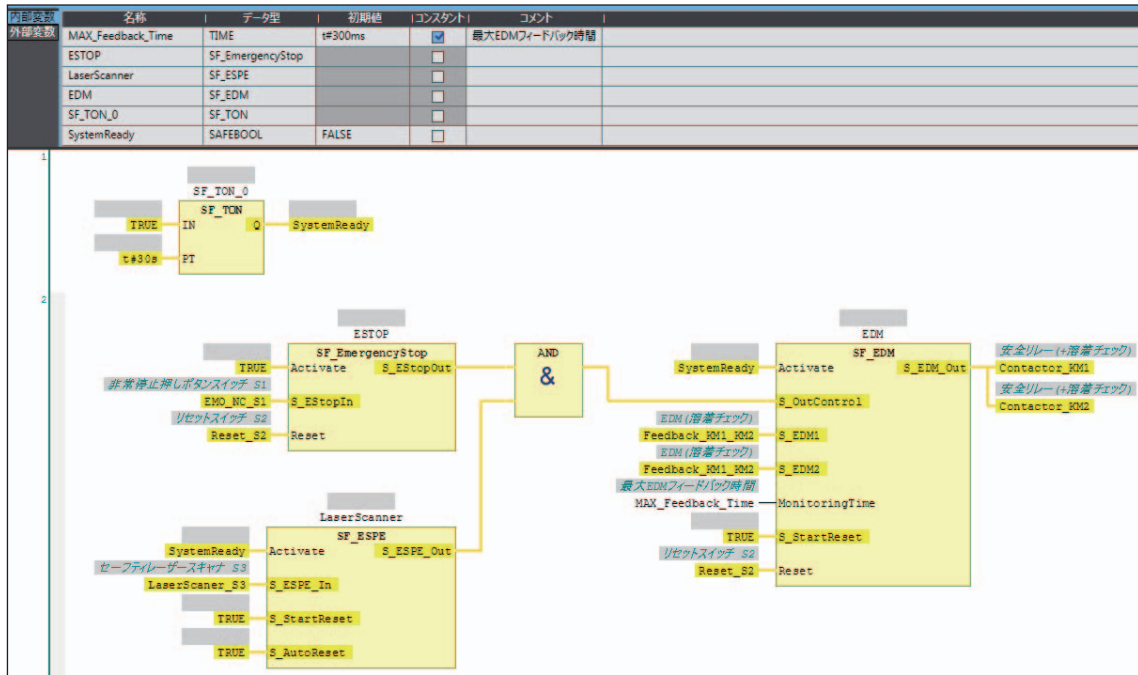 内部変数 名称 データ型 初期値 コンスタント コメント
外部変数 MAX_Feedback_Time TIME t#300ms 最大EDMフィードバック時間
ESTOP SF_EmergencyStop
LaserScanner SF_ESPE
EDM SF_EDM
SF_TON_0 SF_TON
SystemReady SAFEBOOL FALSE
1
SF_TON_0
SF_TON
TRUE IN Q SystemReady
t#30s PT
2
ESTOP
SF_EmergencyStop
TRUE Activate S_EStopOut
非常停止押しボタンスイッチ S1
EMO_NC_S1 S_EStopIn
リセットスイッチ S2
Reset_S2 Reset
AND
&
EDM
SF_EDM
SystemReady Activate S_EDM_Out
安全リレー(+溶着チェック)
Contactor_KM1
安全リレー(+溶着チェック)
Contactor_KM2
S_OutControl
EDM(溶着チェック)
Feedback_KM1_KM2 S_EDM1
EDM(溶着チェック)
Feedback_KM1_KM2 S_EDM2
最大EDMフィードバック時間
MAX_Feedback_Time MonitoringTime
TRUE S_StartReset
リセットスイッチ S2
Reset_S2 Reset
LaserScanner
SF_ESPE
SystemReady Activate S_ESPE_Out
セーフティレーザースキャナ S3
LaserScaner_S3 S_ESPE_In
TRUE S_StartReset
TRUE S_AutoReset